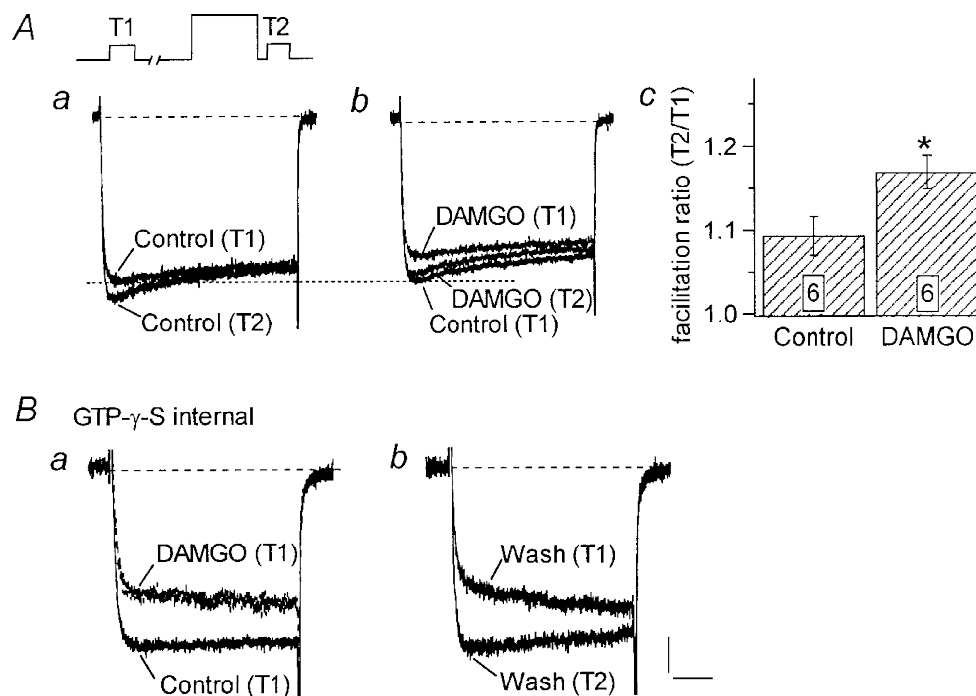 A
T1
T2
a
b
c
Control (T1)
Control (T2)
DAMGO (T1)
DAMGO (T2)
Control (T1)
facilitation ratio (T2/T1)
1.2
1.1
1.0
*
6
6
Control
DAMGO
B GTP-γ-S internal
a
b
DAMGO (T1)
Control (T1)
Wash (T1)
Wash (T2)